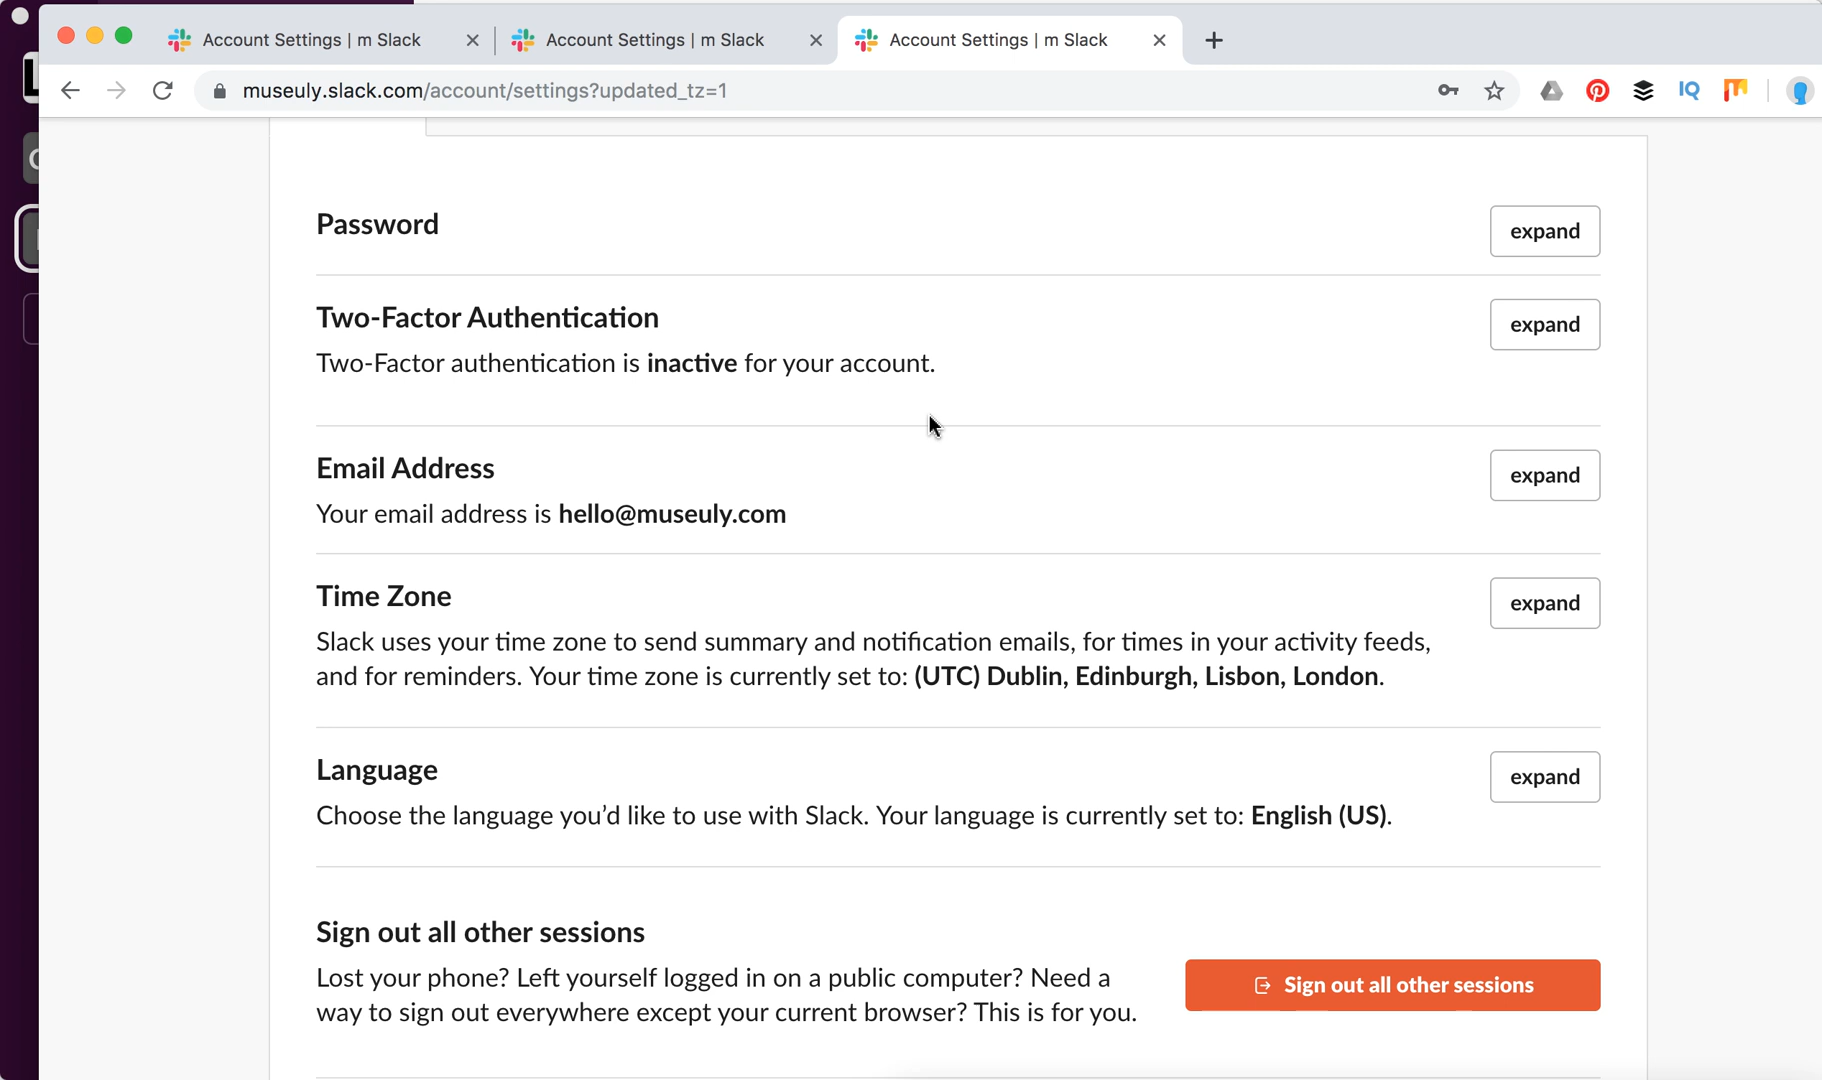 Account Settings | m Slack
Account Settings | m Slack
Account Settings | m Slack
museuly.slack.com/account/settings?updated_tz=1
IQ
Password
expand
Two-Factor Authentication
expand
Two-Factor authentication is inactive for your account.
Email Address
expand
Your email address is hello@museuly.com
Time Zone
expand
Slack uses your time zone to send summary and notification emails, for times in your activity feeds,
and for reminders. Your time zone is currently set to: (UTC) Dublin, Edinburgh, Lisbon, London.
Language
expand
Choose the language you’d like to use with Slack. Your language is currently set to: English (US).
Sign out all other sessions
Lost your phone? Left yourself logged in on a public computer? Need a
way to sign out everywhere except your current browser? This is for you.
Sign out all other sessions